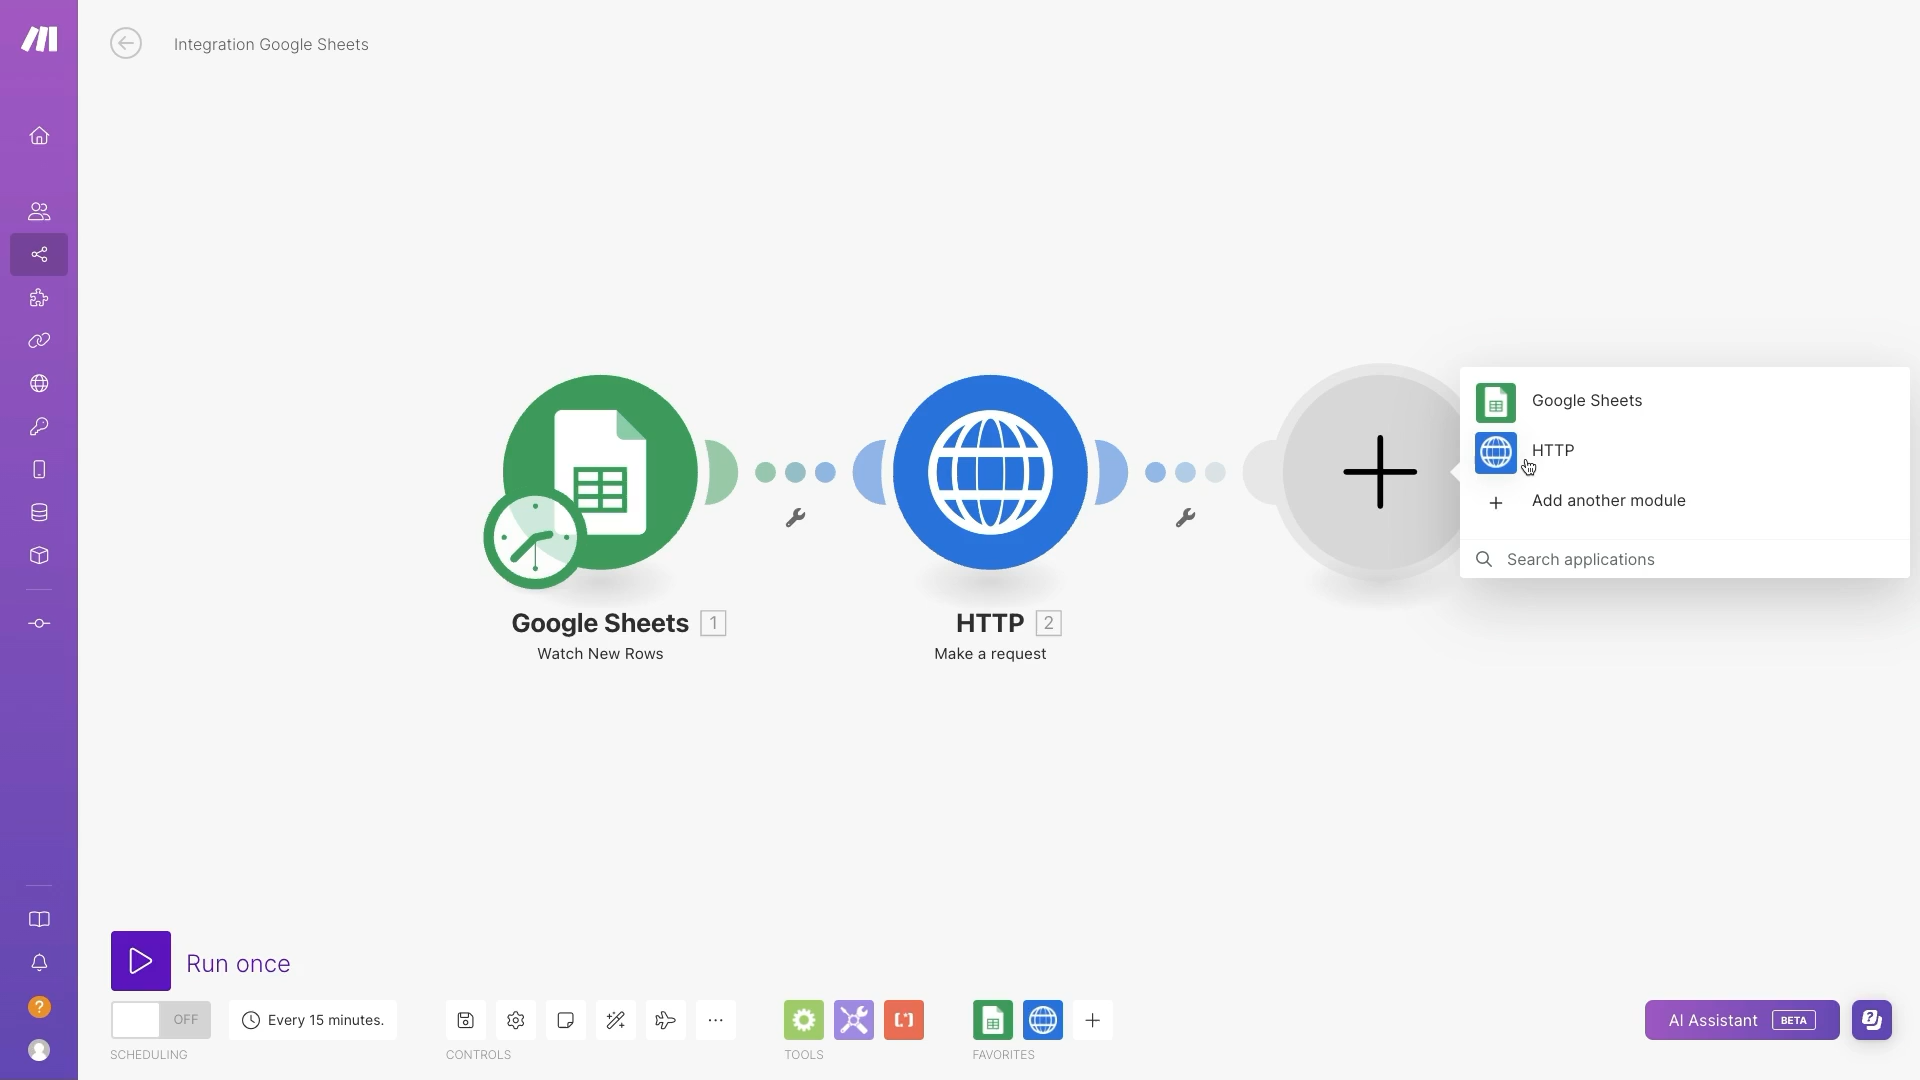 Integration Google Sheets
Google Sheets
HTTP
Add another module
Search applications
Google Sheets 1
Watch New Rows
HTTP 2
Make a request
Run once
OFF
Every 15 minutes.
SCHEDULING
CONTROLS
TOOLS
FAVORITES
AI Assistant BETA